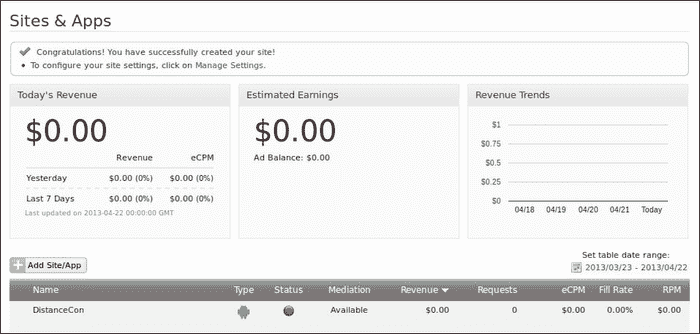 Sites & Apps
Congratulations! You have successfully created your site!
• To configure your site settings, click on Manage Settings.
Today's Revenue
$0.00
Revenue eCPM
Yesterday $0.00 (0%) $0.00 (0%)
Last 7 Days $0.00 (0%) $0.00 (0%)
Last updated on 2013-04-22 00:00:00 GMT
Estimated Earnings
$0.00
Ad Balance: $0.00
Revenue Trends
$1
$0.75
$0.5
$0.25
$0
04/18 04/19 04/20 04/21 Today
Set table date range:
Add Site/App 2013/03/23 - 2013/04/22
Name Type Status Mediation Revenue Requests eCPM Fill Rate RPM
DistanceCon Available $0.00 0 $0.00 0.00% $0.00